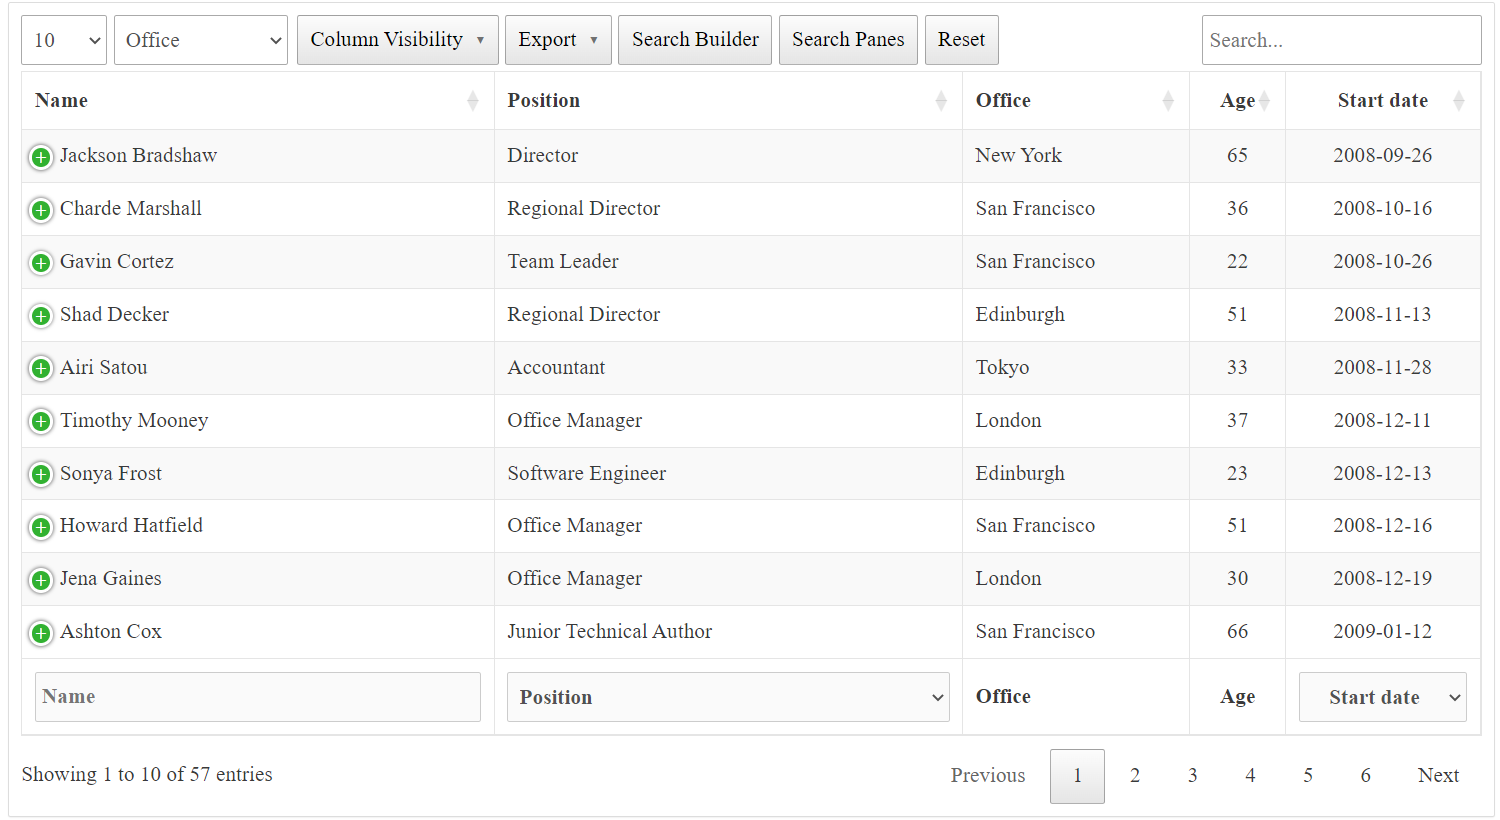 10 Office Column Visibility ▼ Export ▼ Search Builder Search Panes Reset Search...
Name Position Office Age Start date
Jackson Bradshaw Director New York 65 2008-09-26
Charde Marshall Regional Director San Francisco 36 2008-10-16
Gavin Cortez Team Leader San Francisco 22 2008-10-26
Shad Decker Regional Director Edinburgh 51 2008-11-13
Airi Satou Accountant Tokyo 33 2008-11-28
Timothy Mooney Office Manager London 37 2008-12-11
Sonya Frost Software Engineer Edinburgh 23 2008-12-13
Howard Hatfield Office Manager San Francisco 51 2008-12-16
Jena Gaines Office Manager London 30 2008-12-19
Ashton Cox Junior Technical Author San Francisco 66 2009-01-12
Name Position Office Age Start date
Showing 1 to 10 of 57 entries Previous 1 2 3 4 5 6 Next